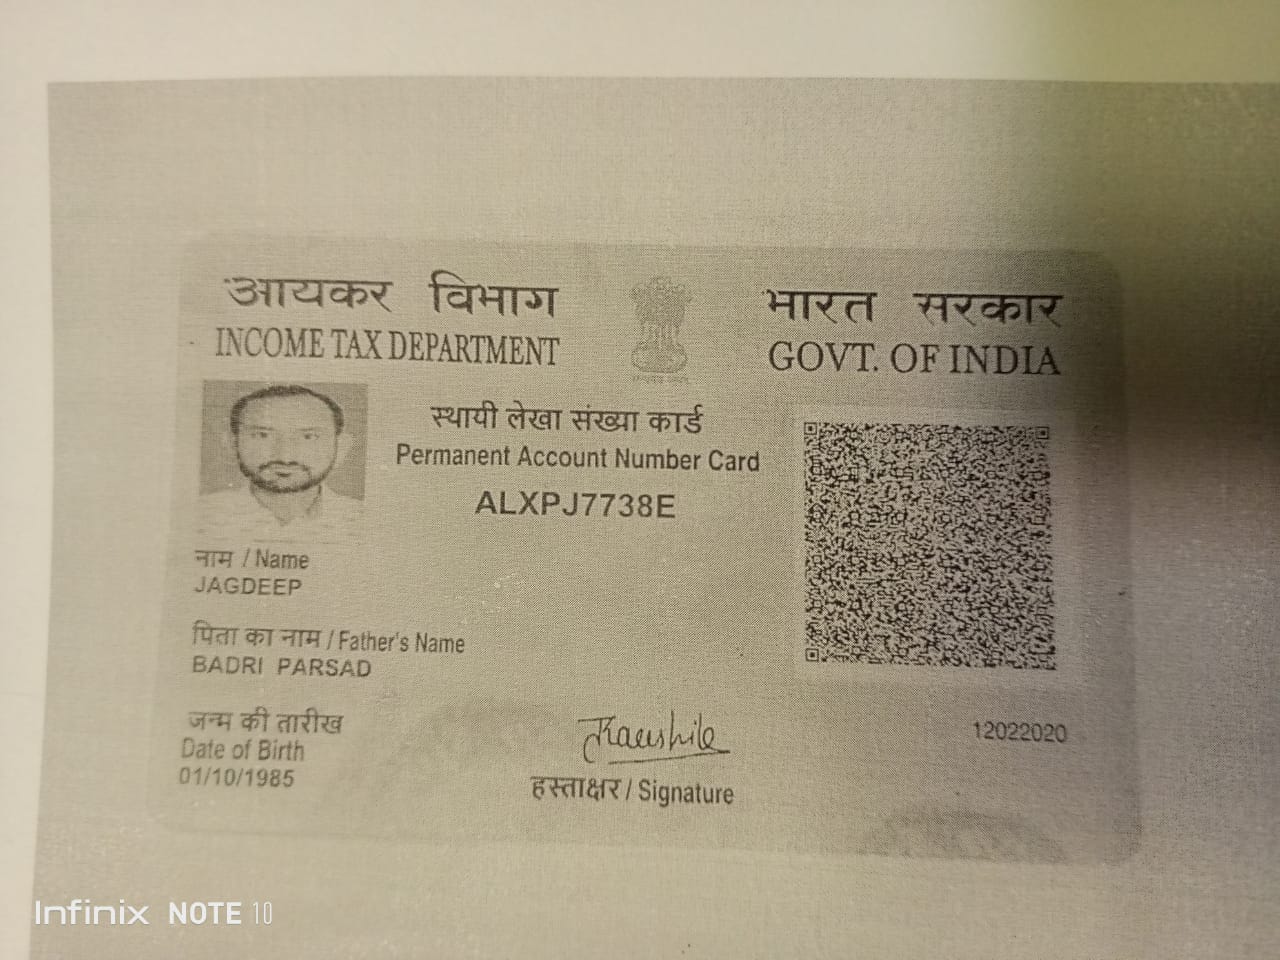 आयकर विभाग
INCOME TAX DEPARTMENT
भारत सरकार
GOVT. OF INDIA
स्थायी लेखा संख्या कार्ड
Permanent Account Number Card
ALXPJ7738E
नाम / Name
JAGDEEP
पिता का नाम / Father's Name
BADRI PARSAD
जन्म की तारीख
Date of Birth
01/10/1985
हस्ताक्षर / Signature
12022020
Infinix NOTE 10